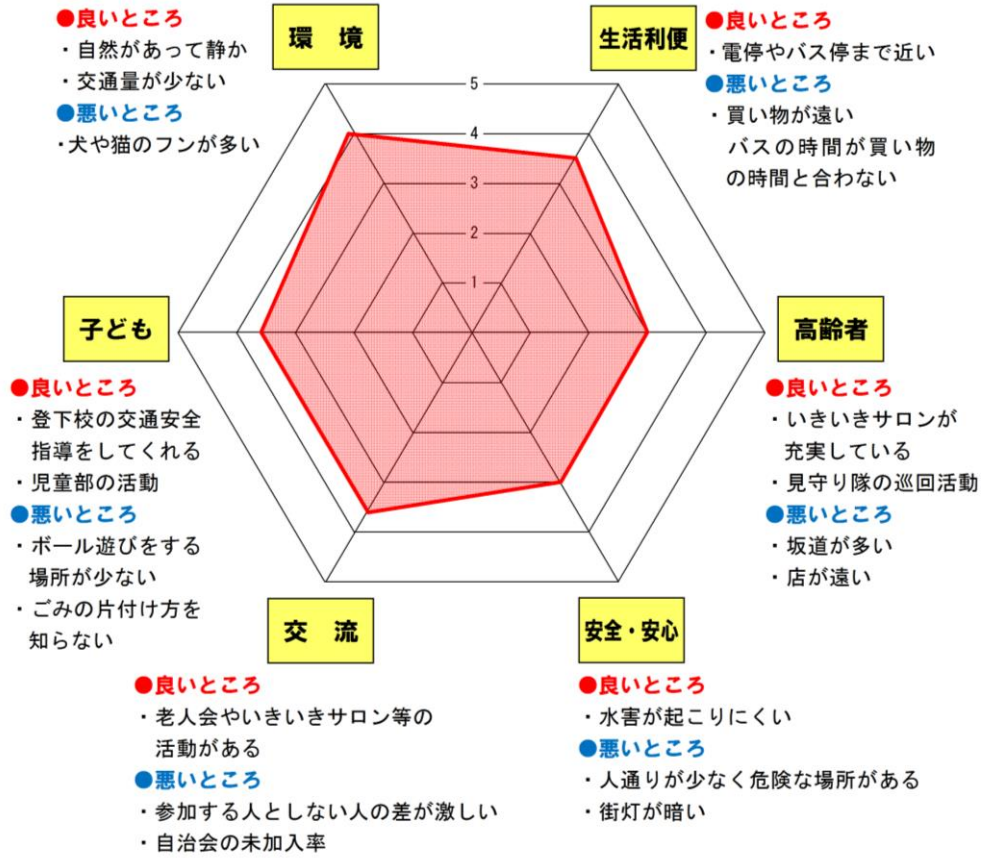 環 境
●良いところ
・自然があって静か
・交通量が少ない
●悪いところ
・犬や猫のフンが多い
生活利便
●良いところ
・電停やバス停まで近い
●悪いところ
・買い物が遠い
バスの時間が買い物
の時間と合わない
5
4
3
2
1
子ども
●良いところ
・登下校の交通安全
指導をしてくれる
・児童部の活動
●悪いところ
・ボール遊びをする
場所が少ない
・ごみの片付け方を
知らない
高齢者
●良いところ
・いきいきサロンが
充実している
・見守り隊の巡回活動
●悪いところ
・坂道が多い
・店が遠い
交 流
●良いところ
・老人会やいきいきサロン等の
活動がある
●悪いところ
・参加する人としない人の差が激しい
・自治会の未加入率
安全・安心
●良いところ
・水害が起こりにくい
●悪いところ
・人通りが少なく危険な場所がある
・街灯が暗い